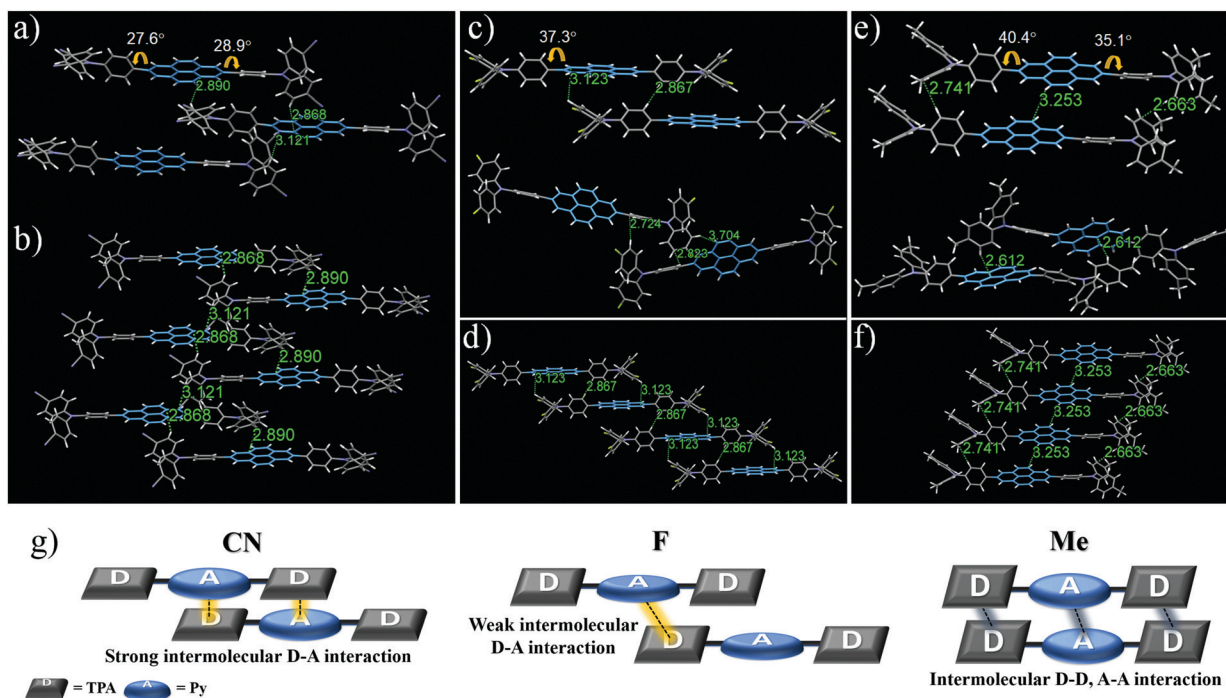 a)
27.6°
28.9°
2.890
2.868
3.121
b)
2.868
2.890
3.121
2.868
2.890
3.121
2.868
2.890
c)
37.3°
3.123
2.867
2.724
3.704
2.823
d)
3.123
2.867
3.123
2.867
3.123
3.123
2.867
3.123
e)
40.4°
35.1°
2.741
3.253
2.663
2.612
2.612
f)
2.741
3.253
2.663
2.741
3.253
2.663
2.741
3.253
2.663
g)
CN
D A D
D A D
Strong intermolecular D-A interaction
D = TPA A = Py
F
D A D
Weak intermolecular
D-A interaction
D A D
Me
D A D
D A D
Intermolecular D-D, A-A interaction